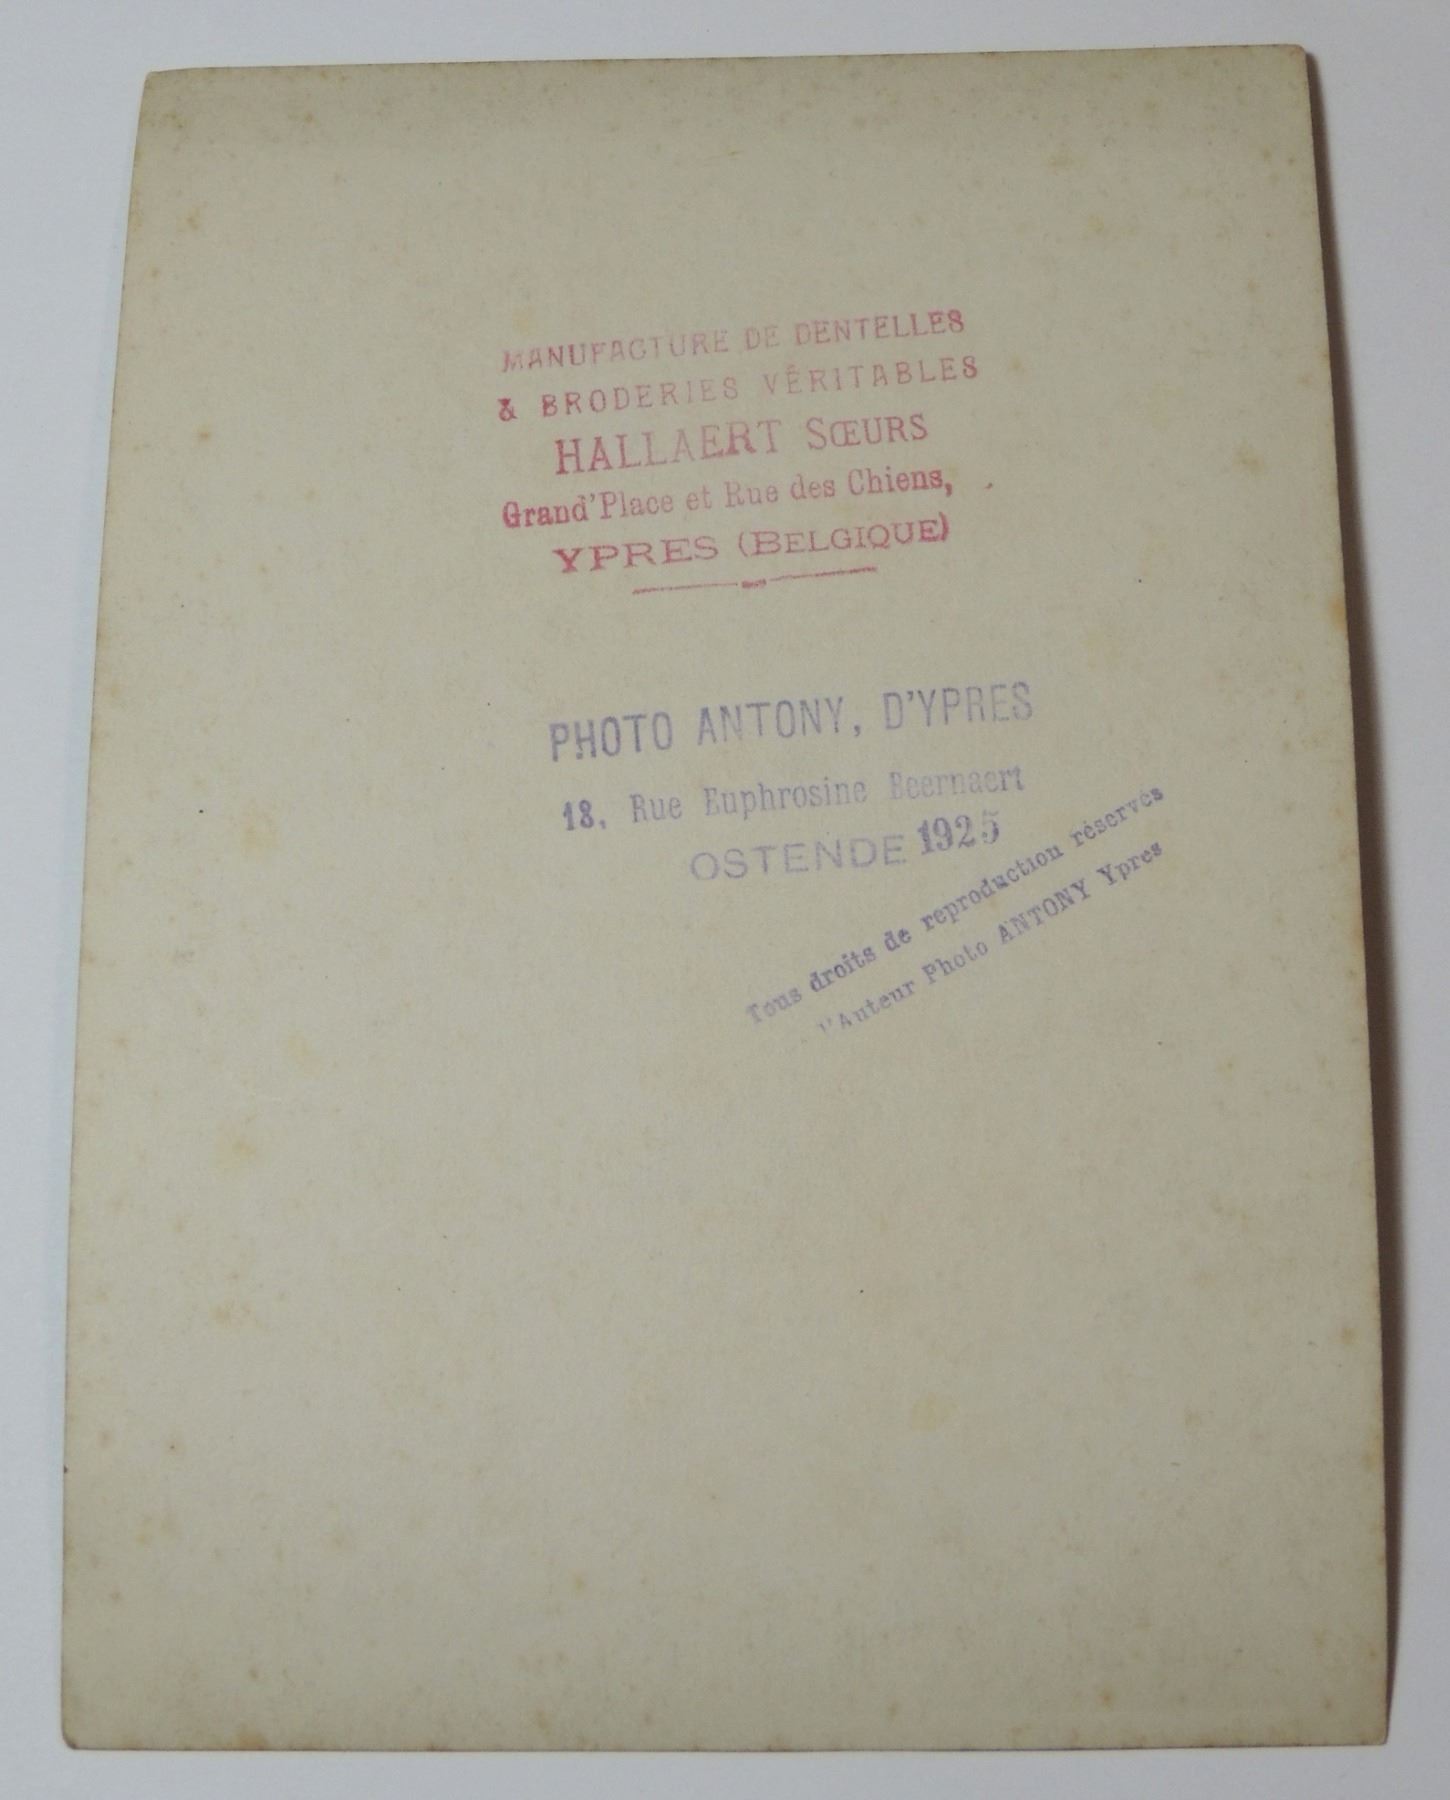 MANUFACTURE DE DENTELLES
& BRODERIES VÉRITABLES
HALLAERT SŒURS
Grand'Place et Rue des Chiens,
YPRES (BELGIQUE)
PHOTO ANTONY, D'YPRES
18, Rue Euphrosine Beernaert
OSTENDE 1925
Tous droits de reproduction réservés
l'Auteur Photo ANTONY Ypres